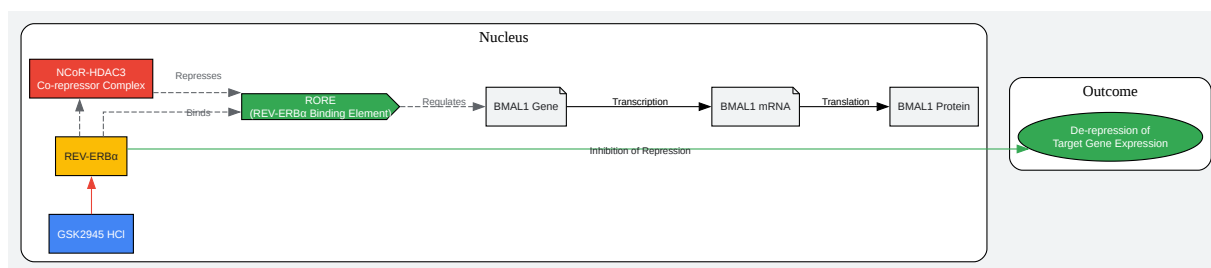 Nucleus
NCoR-HDAC3
Co-repressor Complex
Represses
RORE
(REV-ERBα Binding Element)
Binds
Regulates
BMAL1 Gene
Transcription
BMAL1 mRNA
Translation
BMAL1 Protein
REV-ERBα
Inhibition of Repression
GSK2945 HCl
Outcome
De-repression of
Target Gene Expression